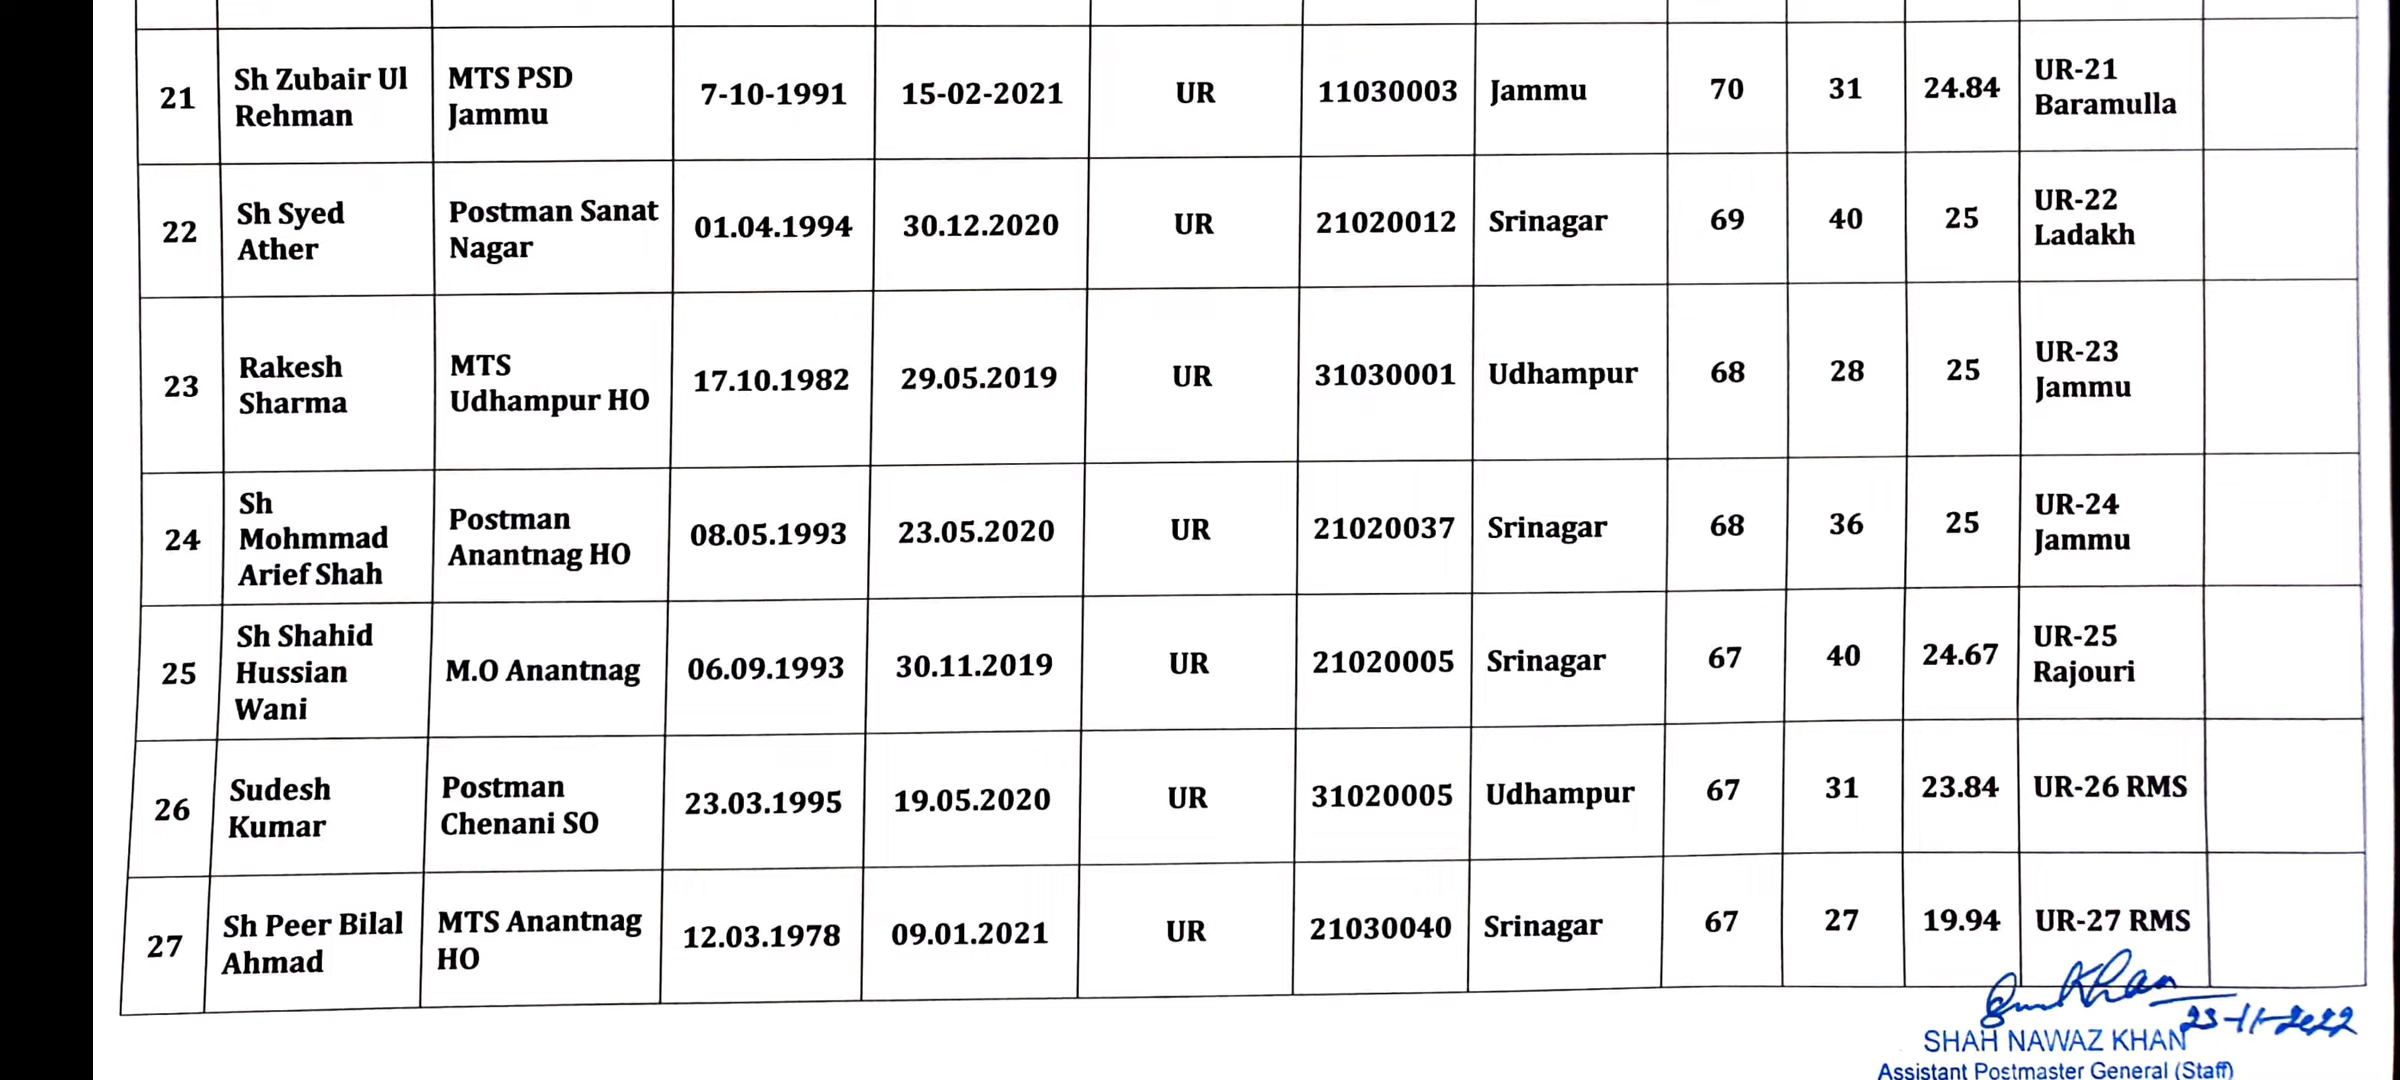 21 Sh Zubair Ul Rehman MTS PSD Jammu 7-10-1991 15-02-2021 UR 11030003 Jammu 70 31 24.84 UR-21 Baramulla
22 Sh Syed Ather Postman Sanat Nagar 01.04.1994 30.12.2020 UR 21020012 Srinagar 69 40 25 UR-22 Ladakh
23 Rakesh Sharma MTS Udhampur HO 17.10.1982 29.05.2019 UR 31030001 Udhampur 68 28 25 UR-23 Jammu
24 Sh Mohmmad Arief Shah Postman Anantnag HO 08.05.1993 23.05.2020 UR 21020037 Srinagar 68 36 25 UR-24 Jammu
25 Sh Shahid Hussian Wani M.O Anantnag 06.09.1993 30.11.2019 UR 21020005 Srinagar 67 40 24.67 UR-25 Rajouri
26 Sudesh Kumar Postman Chenani SO 23.03.1995 19.05.2020 UR 31020005 Udhampur 67 31 23.84 UR-26 RMS
27 Sh Peer Bilal Ahmad MTS Anantnag HO 12.03.1978 09.01.2021 UR 21030040 Srinagar 67 27 19.94 UR-27 RMS
Khan
23-11-2022
SHAH NAWAZ KHAN
Assistant Postmaster General (Staff)